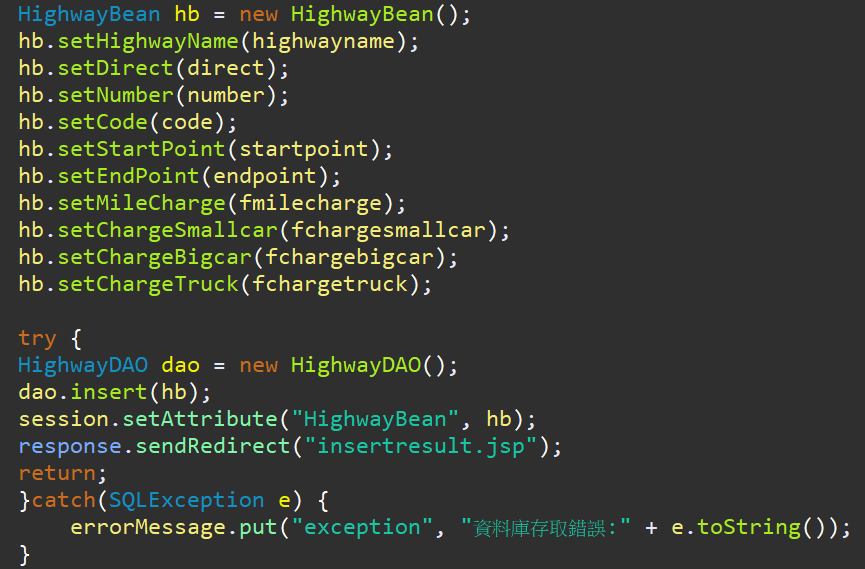 HighwayBean hb = new HighwayBean();
hb.setHighwayName(highwayname);
hb.setDirect(direct);
hb.setNumber(number);
hb.setCode(code);
hb.setStartPoint(startpoint);
hb.setEndPoint(endpoint);
hb.setMileCharge(fmilecharge);
hb.setChargeSmallcar(fchargesmallcar);
hb.setChargeBigcar(fchargebigcar);
hb.setChargeTruck(fchargetruck);
try {
HighwayDAO dao = new HighwayDAO();
dao.insert(hb);
session.setAttribute("HighwayBean", hb);
response.sendRedirect("insertresult.jsp");
return;
}catch(SQLException e) {
errorMessage.put("exception", "資料庫存取錯誤:" + e.toString());
}